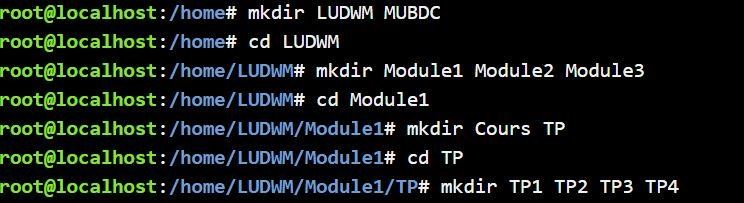 root@localhost:/home# mkdir LUDWM MUBDC
root@localhost:/home# cd LUDWM
root@localhost:/home/LUDWM# mkdir Module1 Module2 Module3
root@localhost:/home/LUDWM# cd Module1
root@localhost:/home/LUDWM/Module1# mkdir Cours TP
root@localhost:/home/LUDWM/Module1# cd TP
root@localhost:/home/LUDWM/Module1/TP# mkdir TP1 TP2 TP3 TP4